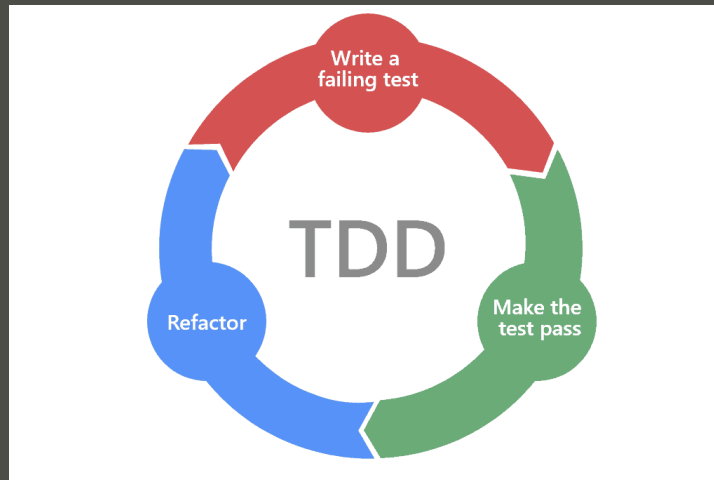 Write a
failing test
TDD
Refactor
Make the
test pass